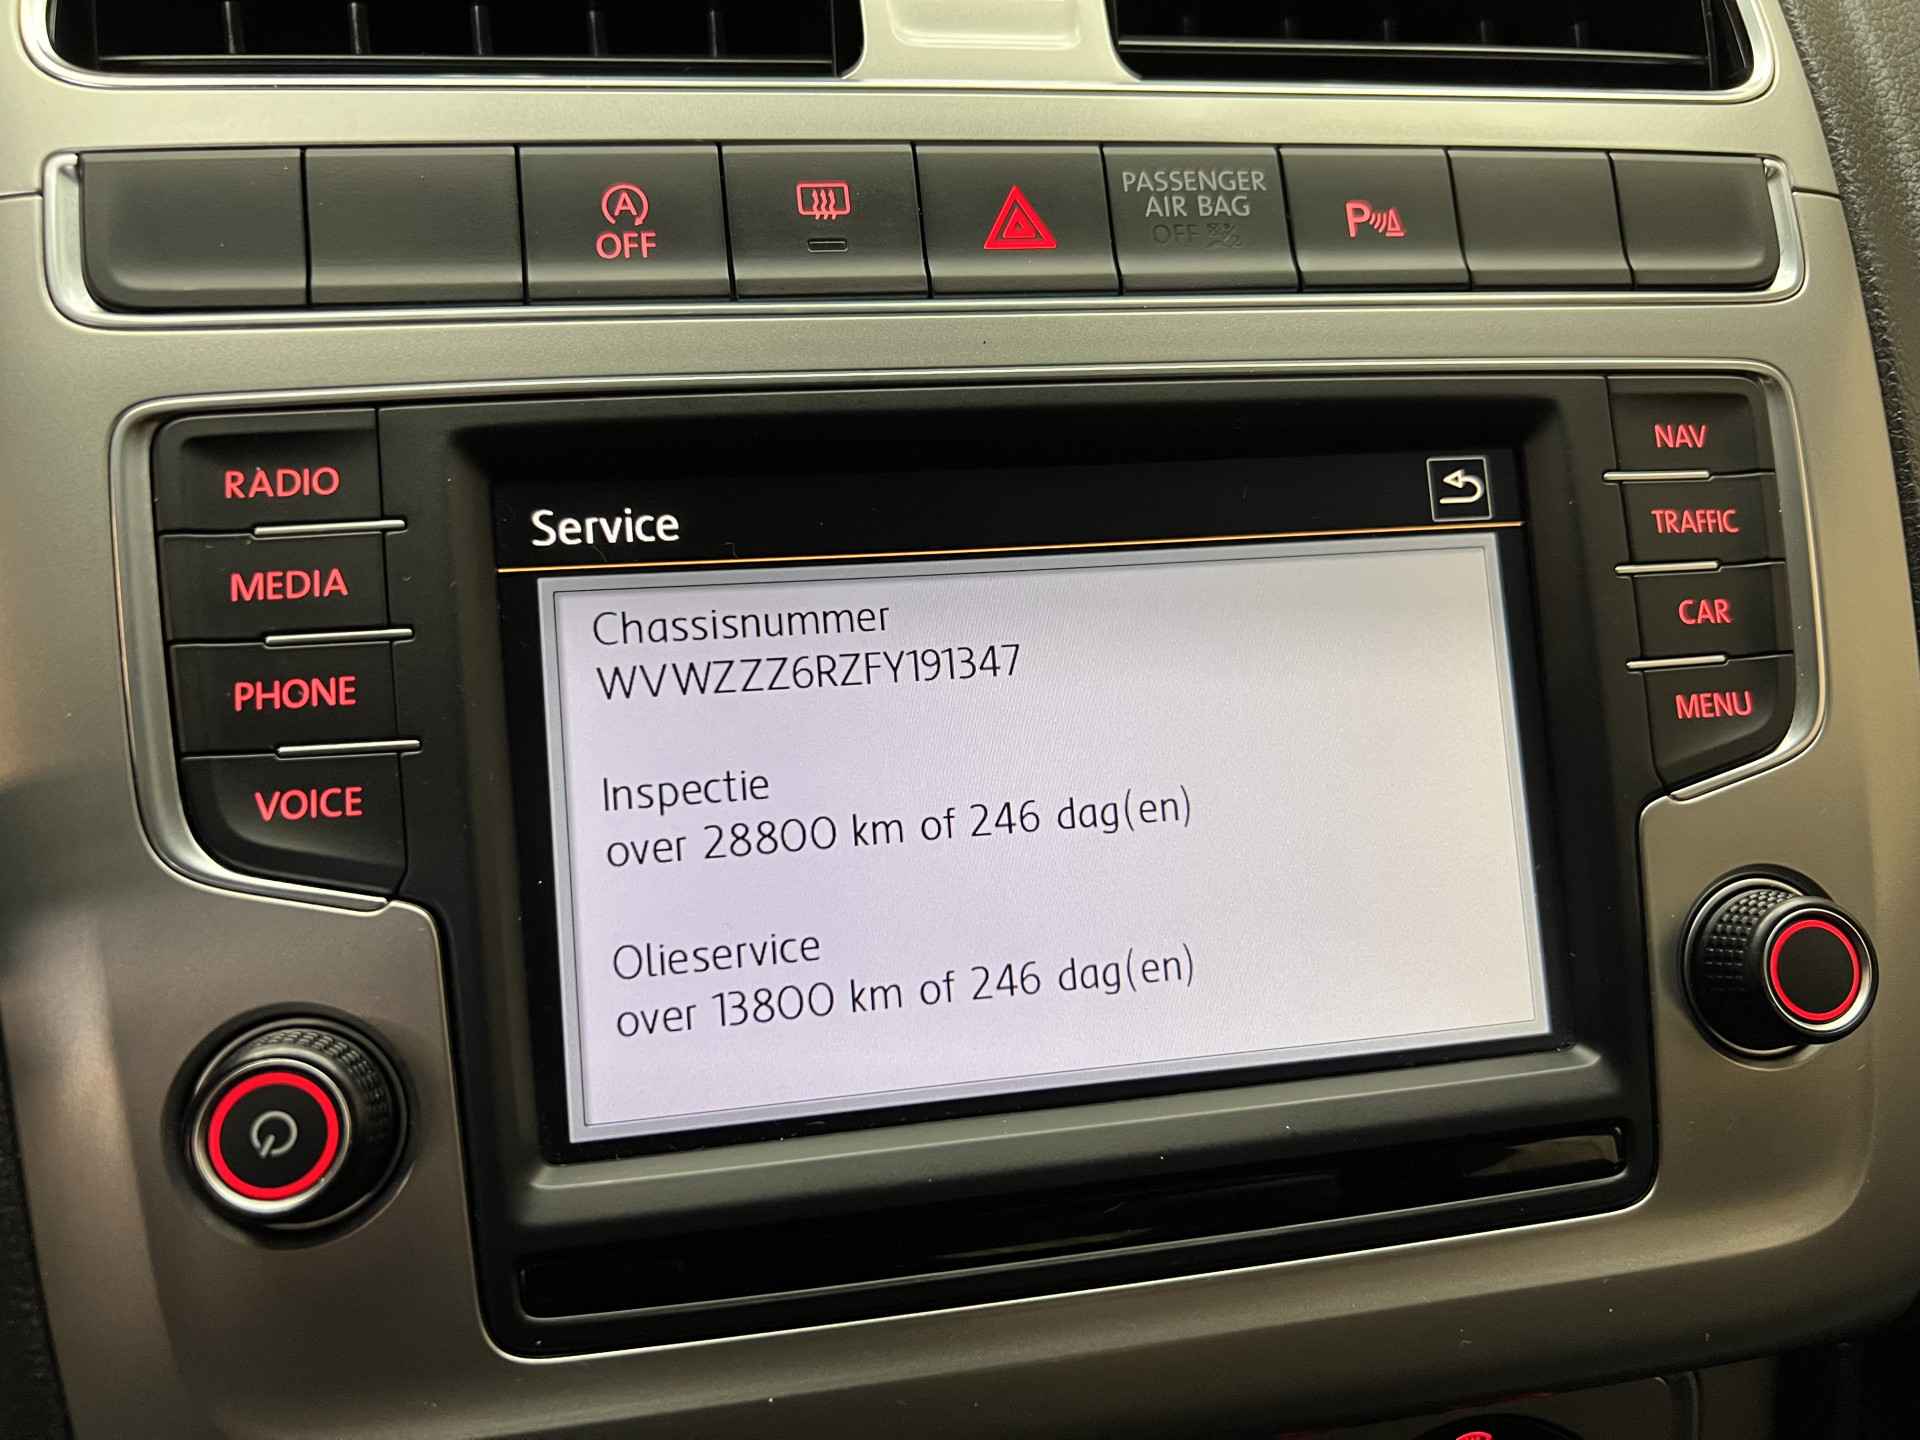 OFF
PASSENGER
AIR BAG
OFF
P
RADIO
MEDIA
PHONE
VOICE
NAV
TRAFFIC
CAR
MENU
Service
Chassisnummer
WVWZZZ6RZFY191347
Inspectie
over 28800 km of 246 dag(en)
Olieservice
over 13800 km of 246 dag(en)